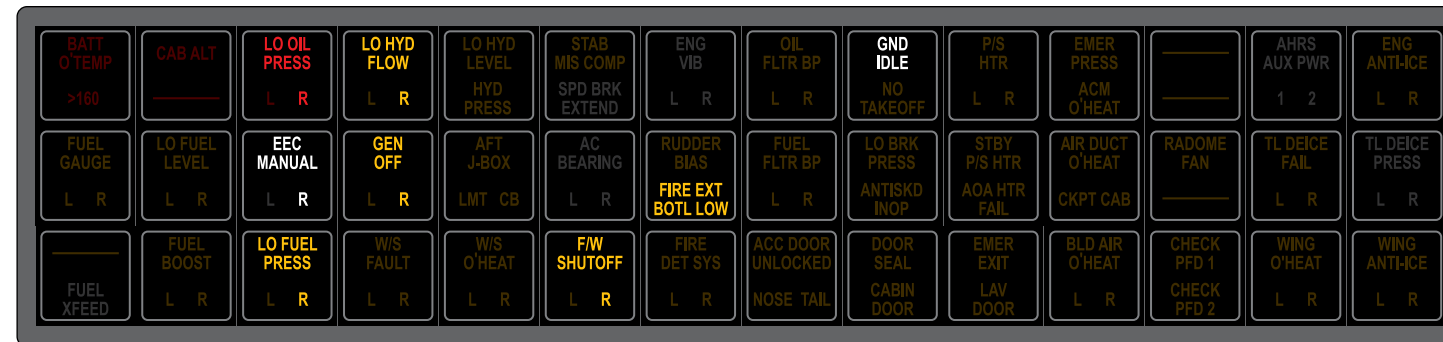 BATT
O'TEMP
>160
CAB ALT
LO OIL
PRESS
L R
LO HYD
FLOW
L R
LO HYD
LEVEL
HYD
PRESS
STAB
MIS COMP
SPD BRK
EXTEND
ENG
VIB
L R
OIL
FLTR BP
L R
GND
IDLE
NO
TAKEOFF
P/S
HTR
L R
EMER
PRESS
ACM
O'HEAT
AHRS
AUX PWR
1 2
ENG
ANTI-ICE
L R
FUEL
GAUGE
L R
LO FUEL
LEVEL
L R
EEC
MANUAL
L R
GEN
OFF
L R
AFT
J-BOX
LMT CB
AC
BEARING
L R
RUDDER
BIAS
FIRE EXT
BOTL LOW
FUEL
FLTR BP
L R
LO BRK
PRESS
ANTISKD
INOP
STBY
P/S HTR
AOA HTR
FAIL
AIR DUCT
O'HEAT
CKPT CAB
RADOME
FAN
TL DEICE
FAIL
L R
TL DEICE
PRESS
L R
FUEL
XFEED
FUEL
BOOST
L R
LO FUEL
PRESS
L R
W/S
FAULT
L R
W/S
O'HEAT
L R
F/W
SHUTOFF
L R
FIRE
DET SYS
L R
ACC DOOR
UNLOCKED
NOSE TAIL
DOOR
SEAL
CABIN
DOOR
EMER
EXIT
LAV
DOOR
BLD AIR
O'HEAT
L R
CHECK
PFD 1
CHECK
PFD 2
WING
O'HEAT
L R
WING
ANTI-ICE
L R